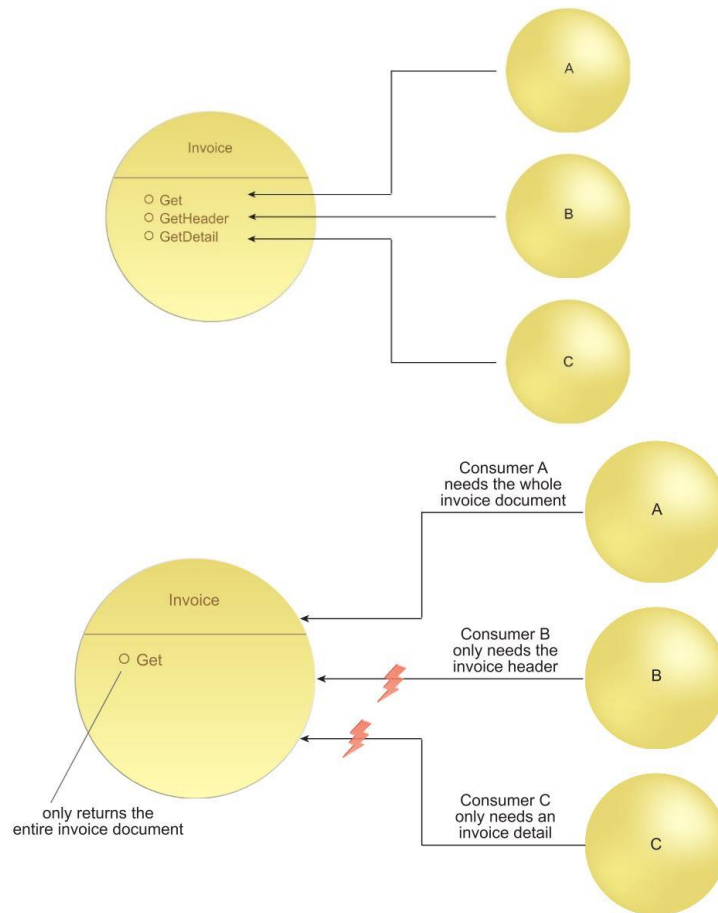 A
Invoice
Get
GetHeader
GetDetail
B
C
Consumer A
needs the whole
invoice document
A
Invoice
Get
Consumer B
only needs the
invoice header
B
only returns the
entire invoice document
Consumer C
only needs an
invoice detail
C